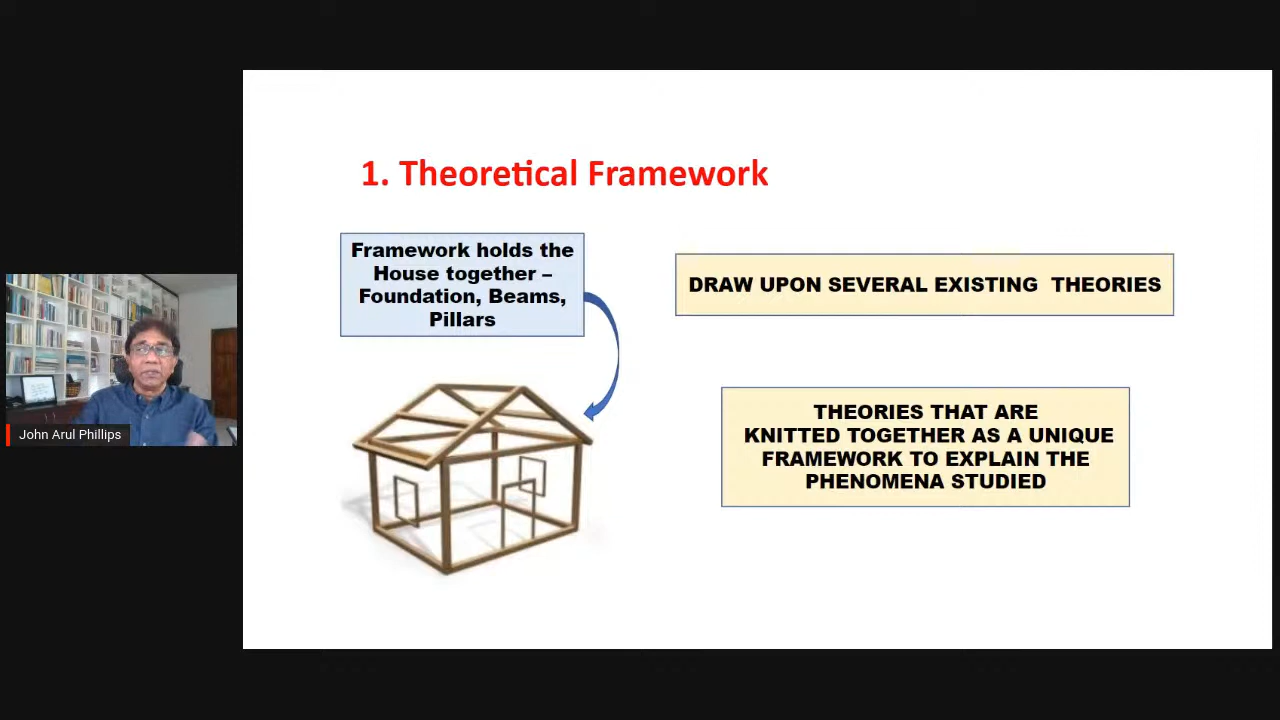 1. Theoretical Framework
Framework holds the
House together –
Foundation, Beams,
Pillars
DRAW UPON SEVERAL EXISTING THEORIES
THEORIES THAT ARE
KNITTED TOGETHER AS A UNIQUE
FRAMEWORK TO EXPLAIN THE
PHENOMENA STUDIED
John Arul Phillips